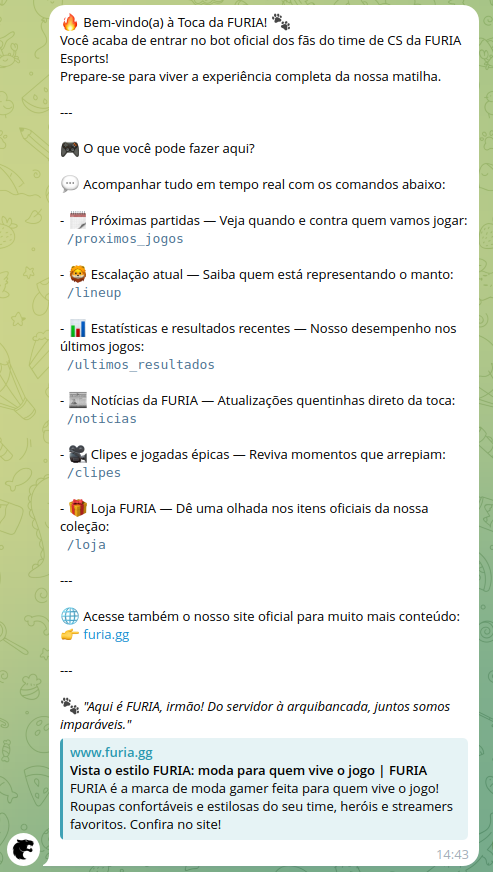 🔥 Bem-vindo(a) à Toca da FURIA! 🐾
Você acaba de entrar no bot oficial dos fãs do time de CS da FURIA
Esports!
Prepare-se para viver a experiência completa da nossa matilha.
---
🎮 O que você pode fazer aqui?
💬 Acompanhar tudo em tempo real com os comandos abaixo:
- 🗓️ Próximas partidas — Veja quando e contra quem vamos jogar:
/proximos_jogos
- 🦁 Escalação atual — Saiba quem está representando o manto:
/lineup
- 📊 Estatísticas e resultados recentes — Nosso desempenho nos
últimos jogos:
/ultimos_resultados
- 📰 Notícias da FURIA — Atualizações quentinhas direto da toca:
/noticias
- 🎥 Clipes e jogadas épicas — Reviva momentos que arrepiam:
/clipes
- 🎁 Loja FURIA — Dê uma olhada nos itens oficiais da nossa
coleção:
/loja
---
🌐 Acesse também o nosso site oficial para muito mais conteúdo:
👉 furia.gg
---
🐾 "Aqui é FURIA, irmão! Do servidor à arquibancada, juntos somos
imparáveis."
www.furia.gg
Vista o estilo FURIA: moda para quem vive o jogo | FURIA
FURIA é a marca de moda gamer feita para quem vive o jogo!
Roupas confortáveis e estilosas do seu time, heróis e streamers
favoritos. Confira no site!
14:43